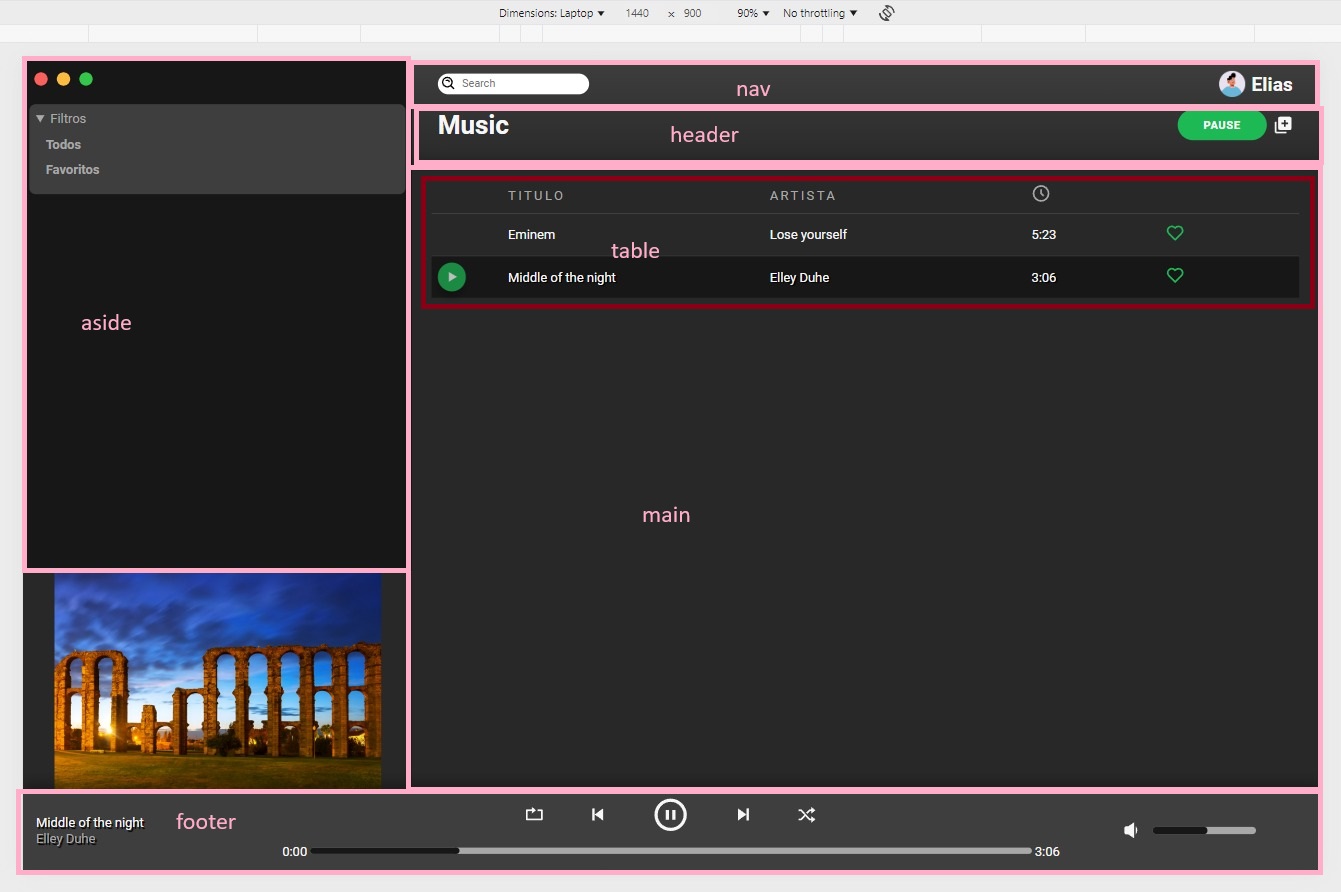 Dimensions: Laptop ▼ 1440 x 900 90% ▼ No throttling ▼
Search
nav
Elias
▼ Filtros
Todos
Favoritos
Music
header
PAUSE
TITULO ARTISTA
Eminem Lose yourself 5:23
table
Middle of the night Elley Duhe 3:06
aside
main
Middle of the night
Elley Duhe
footer
0:00 3:06